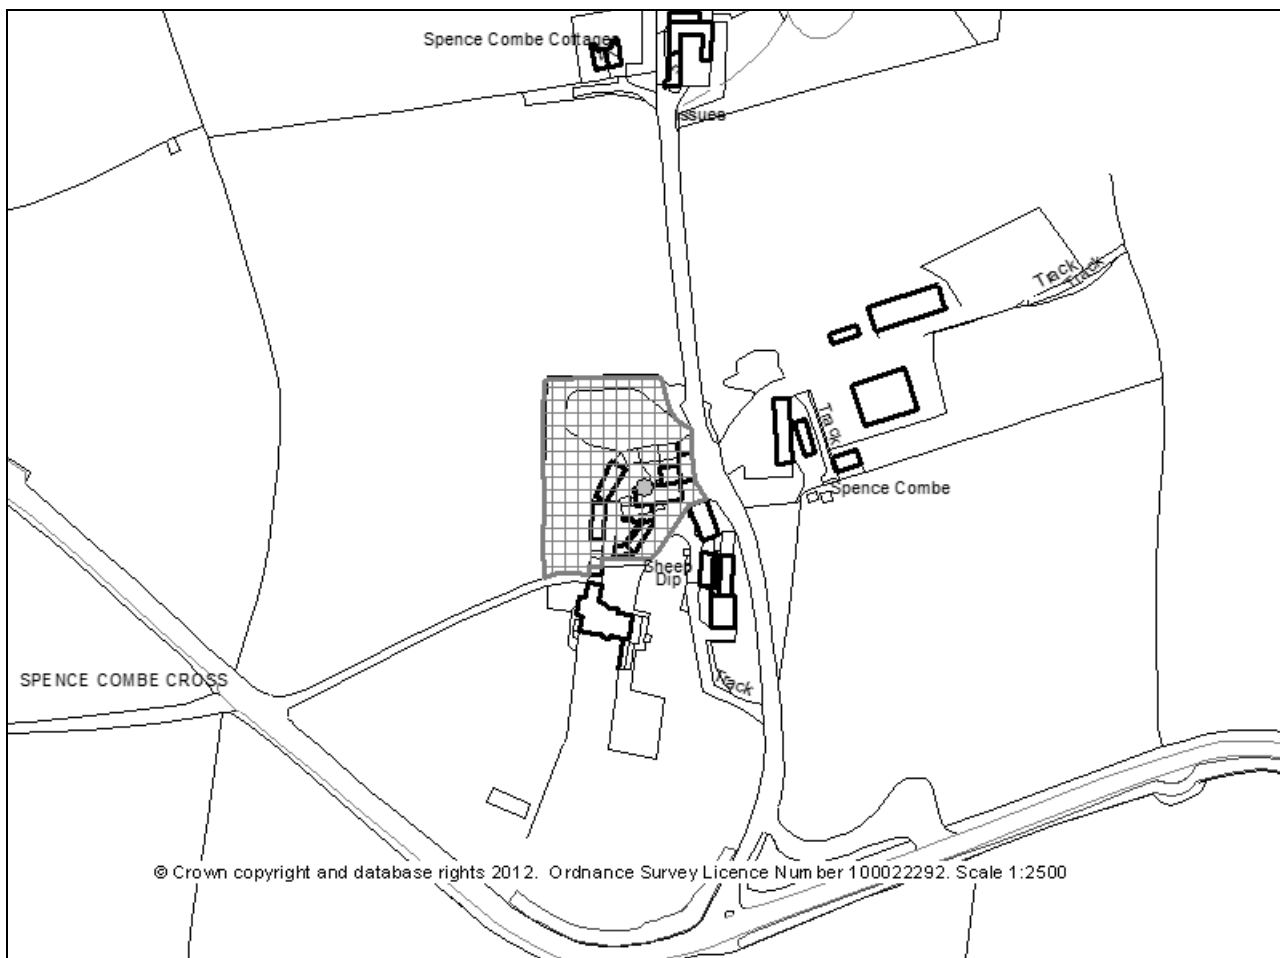 Spence Combe Cottage
Issues
Track
Track
Track
Spence Combe
Sheep
Dip
SPENCE COMBE CROSS
Track
© Crown copyright and database rights 2012. Ordnance Survey Licence Number 100022292. Scale 1:2500